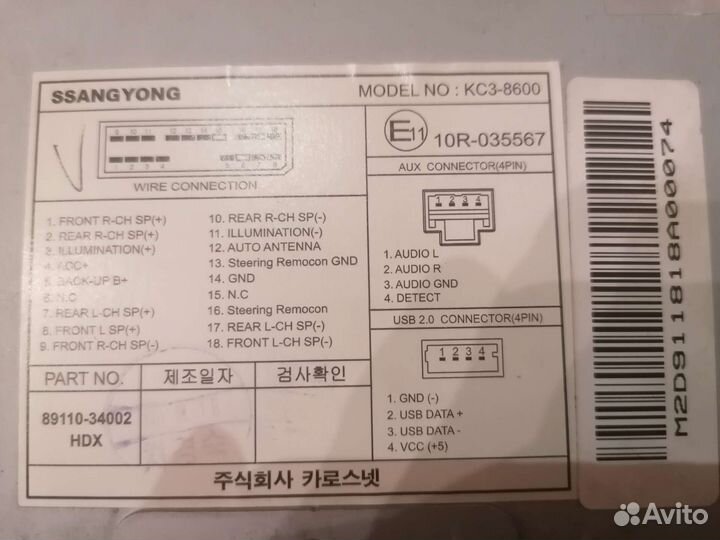 SSANGYONG
MODEL NO : KC3-8600
E11 10R-035567
WIRE CONNECTION
1. FRONT R-CH SP(+)
2. REAR R-CH SP(+)
3. ILLUMINATION(+)
4. ACC+
5. BACK-UP B+
6. N.C
7. REAR L-CH SP(+)
8. FRONT L SP(+)
9. FRONT R-CH SP(-)
10. REAR R-CH SP(-)
11. ILLUMINATION(-)
12. AUTO ANTENNA
13. Steering Remocon GND
14. GND
15. N.C
16. Steering Remocon
17. REAR L-CH SP(-)
18. FRONT L-CH SP(-)
AUX CONNECTOR(4PIN)
1 2 3 4
1. AUDIO L
2. AUDIO R
3. AUDIO GND
4. DETECT
USB 2.0 CONNECTOR(4PIN)
1 2 3 4
1. GND (-)
2. USB DATA +
3. USB DATA -
4. VCC (+5)
PART NO. 제조일자 검사확인
89110-34002
HDX
주식회사 카로스넷
M2D911818A00074
Avito